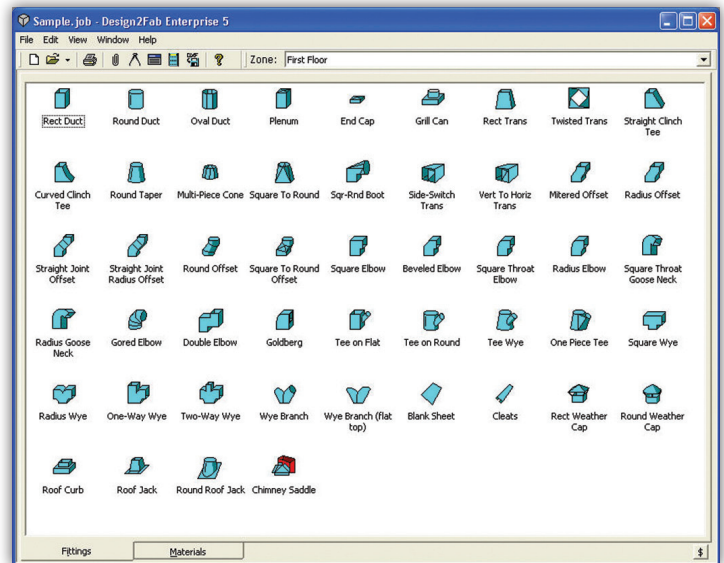 Sample.job - Design2Fab Enterprise 5
File Edit View Window Help
Zone: First Floor
Rect Duct Round Duct Oval Duct Plenum End Cap Grill Can Rect Trans Twisted Trans Straight Clinch
Tee
Curved Clinch Round Taper Multi-Piece Cone Square To Round Sqr-Rnd Boot Side-Switch Vert To Horiz Mitered Offset Radius Offset
Tee Trans Trans
Straight Joint Straight Joint Round Offset Square To Round Square Elbow Beveled Elbow Square Throat Radius Elbow Square Throat
Offset Radius Offset Offset Elbow Goose Neck
Radius Goose Gored Elbow Double Elbow Goldberg Tee on Flat Tee on Round Tee Wye One Piece Tee Square Wye
Neck
Radius Wye One-Way Wye Two-Way Wye Wye Branch Wye Branch (flat Blank Sheet Cleats Rect Weather Round Weather
top) Cap Cap
Roof Curb Roof Jack Round Roof Jack Chimney Saddle
Fittings Materials $